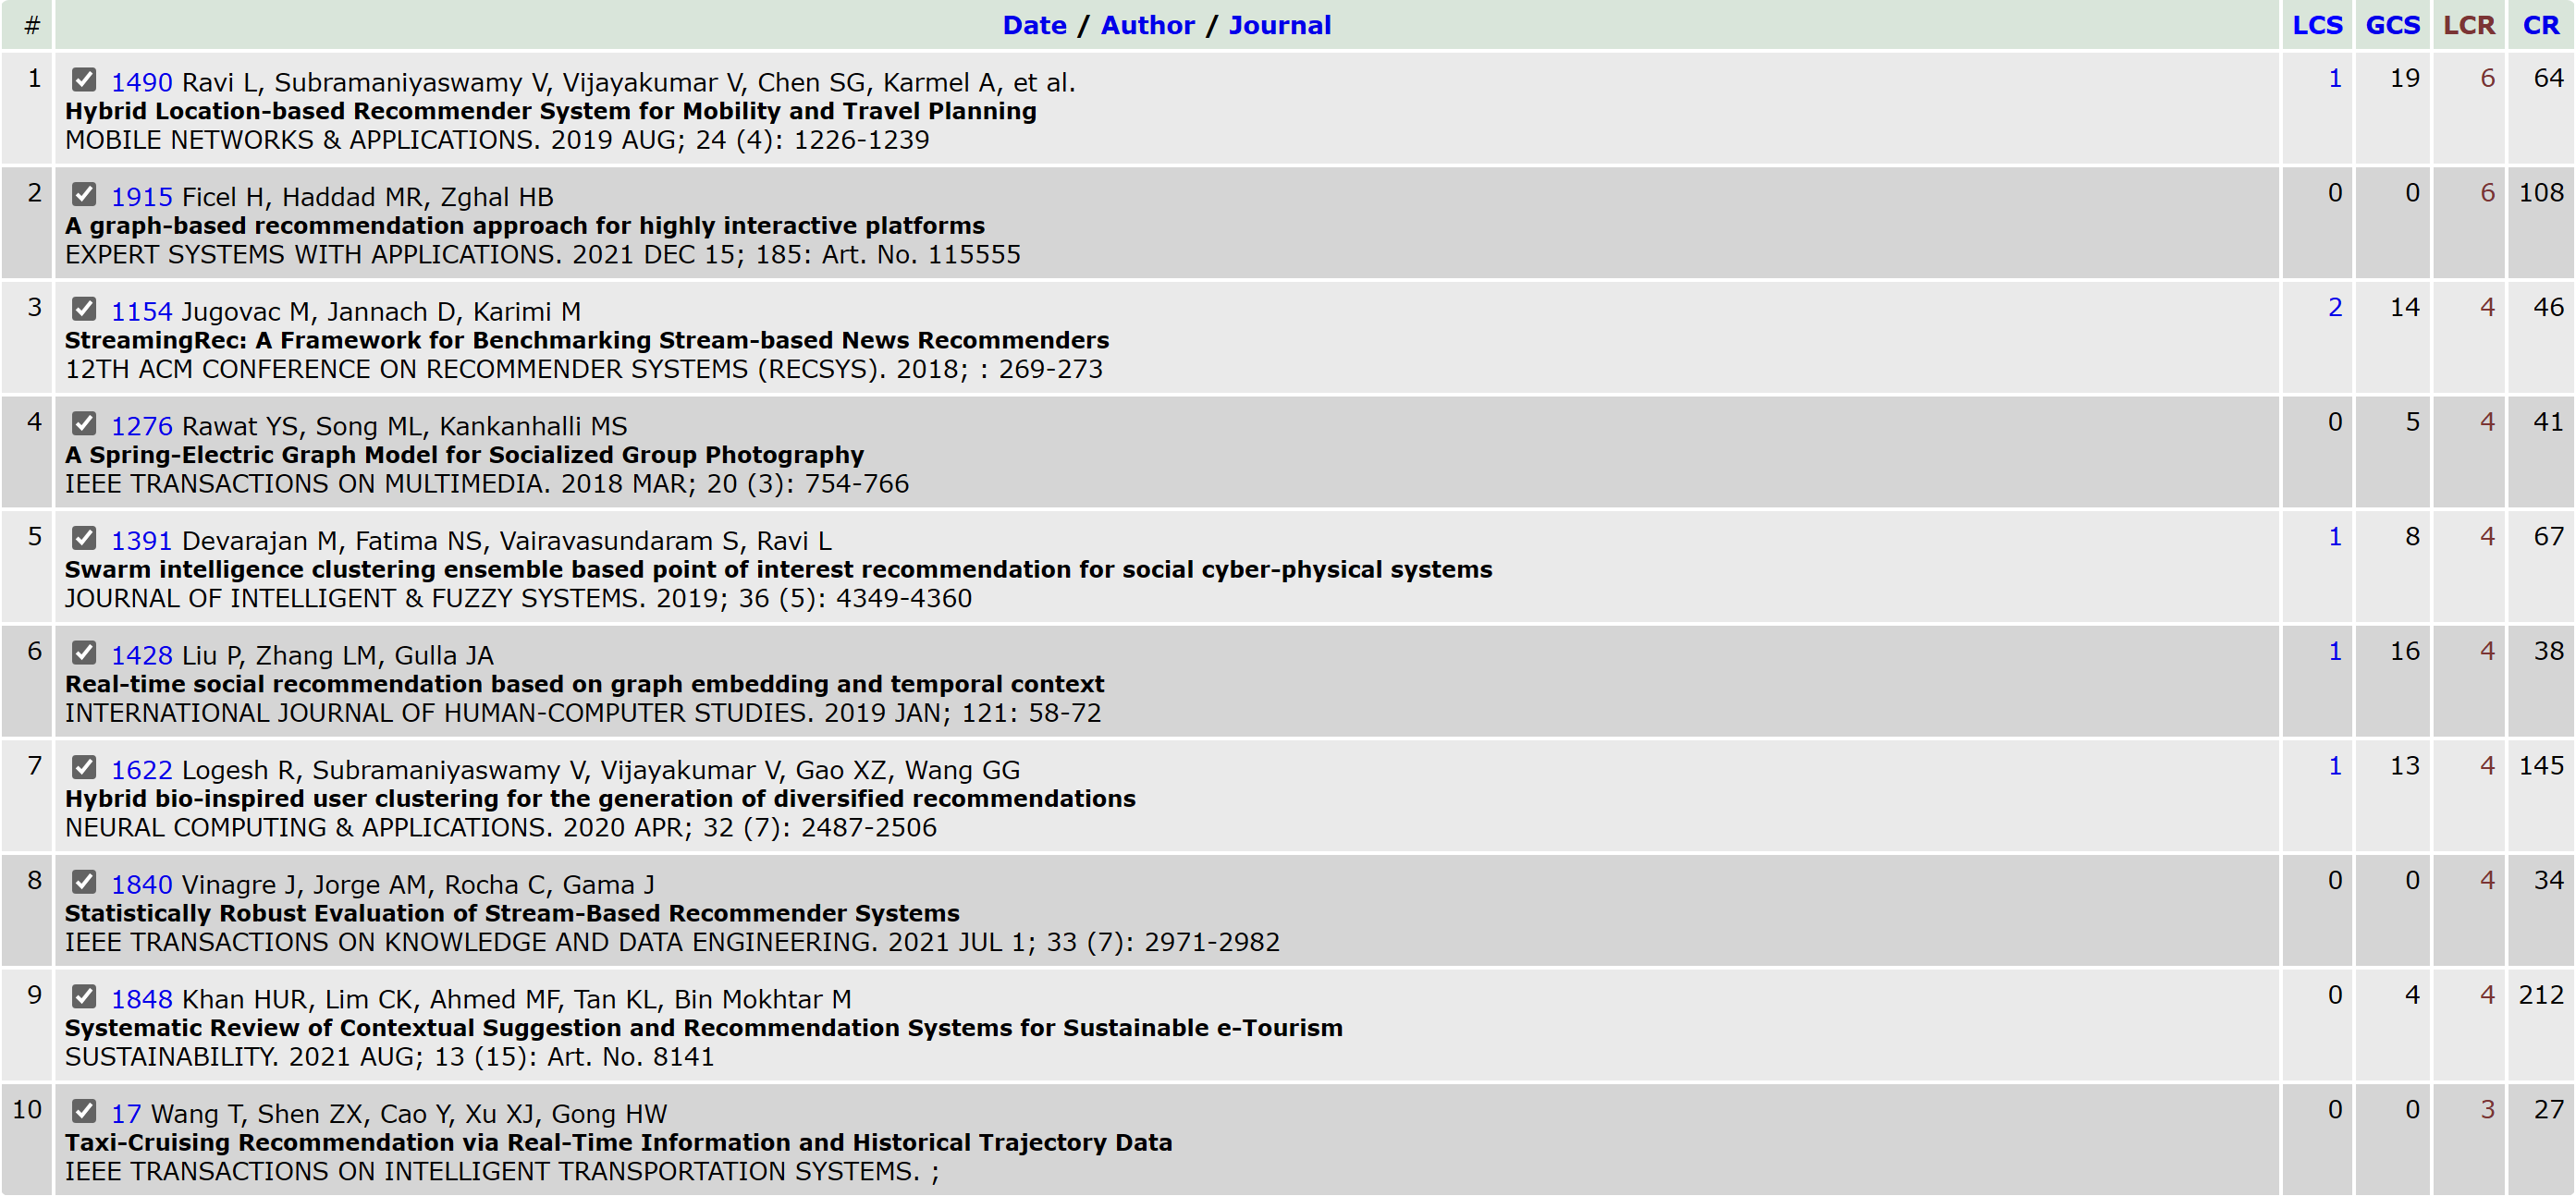 # Date / Author / Journal LCS GCS LCR CR
1 1490 Ravi L, Subramaniyaswamy V, Vijayakumar V, Chen SG, Karmel A, et al. 1 19 6 64
Hybrid Location-based Recommender System for Mobility and Travel Planning
MOBILE NETWORKS & APPLICATIONS. 2019 AUG; 24 (4): 1226-1239
2 1915 Ficel H, Haddad MR, Zghal HB 0 0 6 108
A graph-based recommendation approach for highly interactive platforms
EXPERT SYSTEMS WITH APPLICATIONS. 2021 DEC 15; 185: Art. No. 115555
3 1154 Jugovac M, Jannach D, Karimi M 2 14 4 46
StreamingRec: A Framework for Benchmarking Stream-based News Recommenders
12TH ACM CONFERENCE ON RECOMMENDER SYSTEMS (RECSYS). 2018; : 269-273
4 1276 Rawat YS, Song ML, Kankanhalli MS 0 5 4 41
A Spring-Electric Graph Model for Socialized Group Photography
IEEE TRANSACTIONS ON MULTIMEDIA. 2018 MAR; 20 (3): 754-766
5 1391 Devarajan M, Fatima NS, Vairavasundaram S, Ravi L 1 8 4 67
Swarm intelligence clustering ensemble based point of interest recommendation for social cyber-physical systems
JOURNAL OF INTELLIGENT & FUZZY SYSTEMS. 2019; 36 (5): 4349-4360
6 1428 Liu P, Zhang LM, Gulla JA 1 16 4 38
Real-time social recommendation based on graph embedding and temporal context
INTERNATIONAL JOURNAL OF HUMAN-COMPUTER STUDIES. 2019 JAN; 121: 58-72
7 1622 Logesh R, Subramaniyaswamy V, Vijayakumar V, Gao XZ, Wang GG 1 13 4 145
Hybrid bio-inspired user clustering for the generation of diversified recommendations
NEURAL COMPUTING & APPLICATIONS. 2020 APR; 32 (7): 2487-2506
8 1840 Vinagre J, Jorge AM, Rocha C, Gama J 0 0 4 34
Statistically Robust Evaluation of Stream-Based Recommender Systems
IEEE TRANSACTIONS ON KNOWLEDGE AND DATA ENGINEERING. 2021 JUL 1; 33 (7): 2971-2982
9 1848 Khan HUR, Lim CK, Ahmed MF, Tan KL, Bin Mokhtar M 0 4 4 212
Systematic Review of Contextual Suggestion and Recommendation Systems for Sustainable e-Tourism
SUSTAINABILITY. 2021 AUG; 13 (15): Art. No. 8141
10 17 Wang T, Shen ZX, Cao Y, Xu XJ, Gong HW 0 0 3 27
Taxi-Cruising Recommendation via Real-Time Information and Historical Trajectory Data
IEEE TRANSACTIONS ON INTELLIGENT TRANSPORTATION SYSTEMS. ;